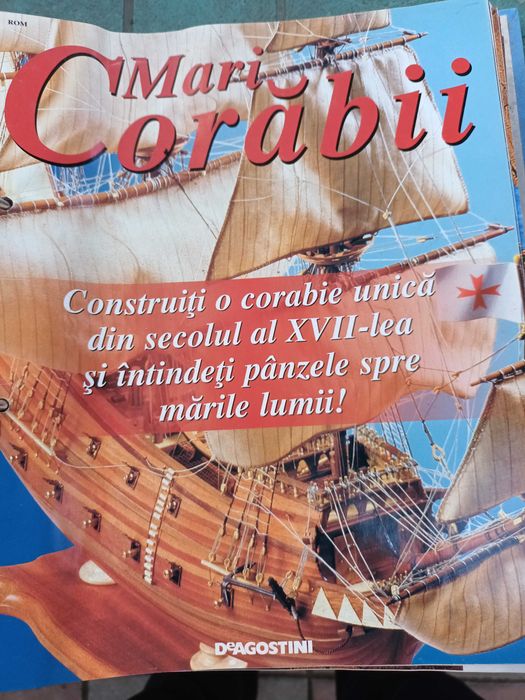 ROM
Mari
Corăbii
Construiţi o corabie unică
din secolul al XVII-lea
şi întindeţi pânzele spre
mările lumii!
DeAGOSTINI